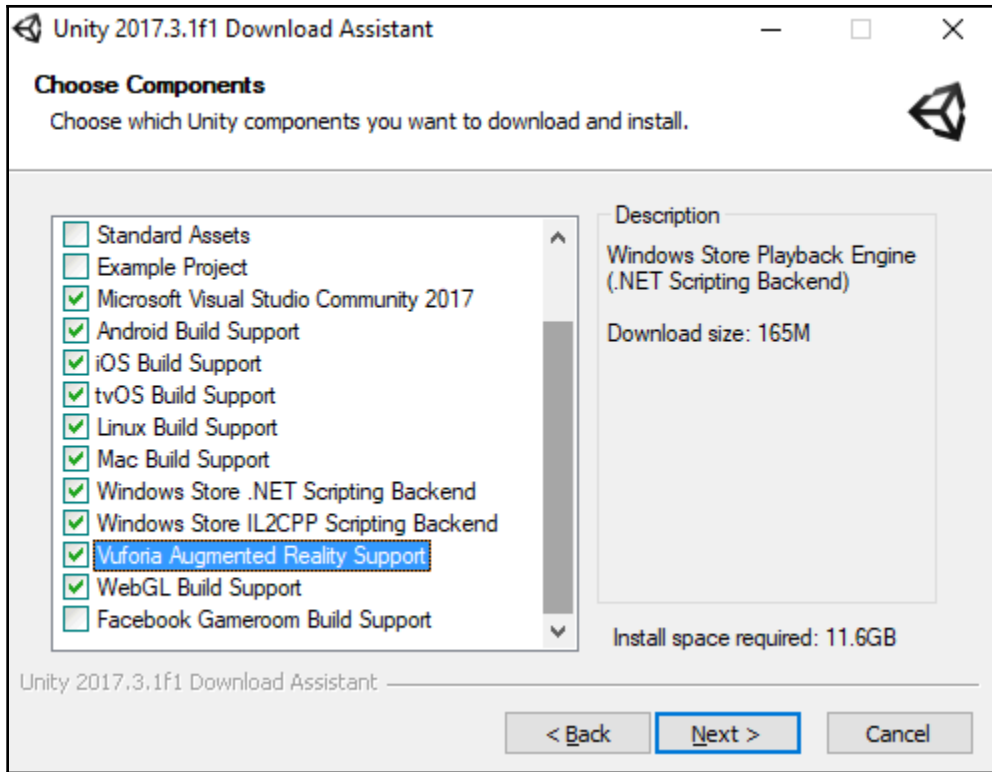 Unity 2017.3.1f1 Download Assistant
Choose Components
Choose which Unity components you want to download and install.
Standard Assets
Example Project
Microsoft Visual Studio Community 2017
Android Build Support
iOS Build Support
tvOS Build Support
Linux Build Support
Mac Build Support
Windows Store .NET Scripting Backend
Windows Store IL2CPP Scripting Backend
Vuforia Augmented Reality Support
WebGL Build Support
Facebook Gameroom Build Support
Description
Windows Store Playback Engine
(.NET Scripting Backend)
Download size: 165M
Install space required: 11.6GB
Unity 2017.3.1f1 Download Assistant
< Back
Next >
Cancel